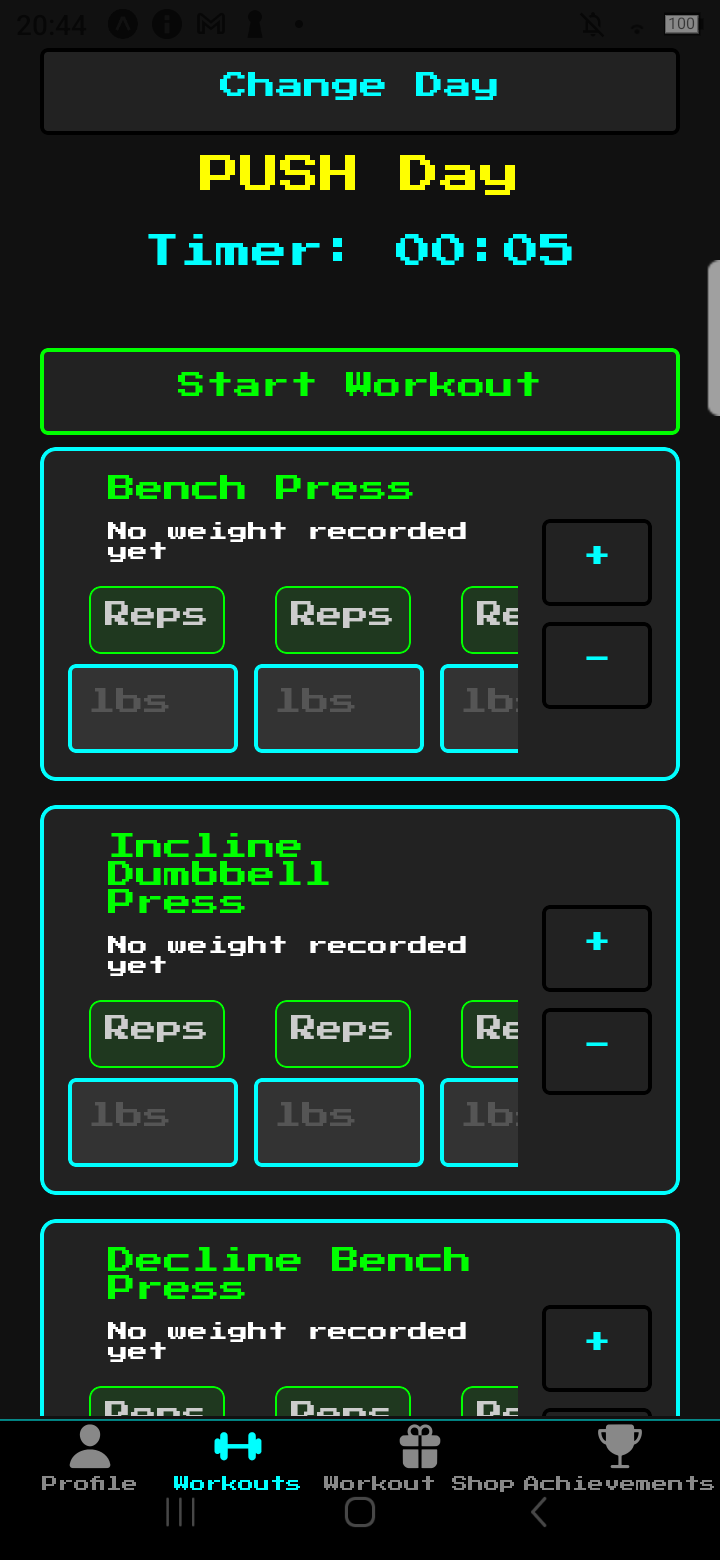 20:44
100
Change Day
PUSH Day
Timer: 00:05
Start Workout
Bench Press
No weight recorded
yet
+
Reps Reps Re
−
lbs lbs lb
Incline
Dumbbell
Press
No weight recorded
yet
+
Reps Reps Re
−
lbs lbs lb
Decline Bench
Press
No weight recorded
yet
+
Reps Reps Re
Profile Workouts Workout Shop Achievements